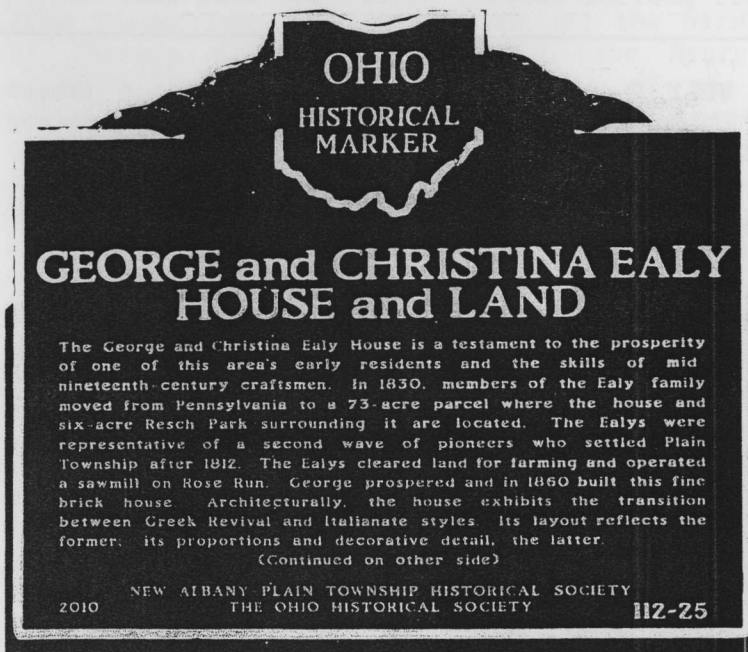 OHIO
HISTORICAL
MARKER
GEORGE and CHRISTINA EALY
HOUSE and LAND
The George and Christina Ealy House is a testament to the prosperity
of one of this area's early residents and the skills of mid
nineteenth-century craftsmen. In 1830, members of the Ealy family
moved from Pennsylvania to a 73-acre parcel where the house and
six-acre Resch Park surrounding it are located. The Ealys were
representative of a second wave of pioneers who settled Plain
Township after 1812. The Ealys cleared land for farming and operated
a sawmill on Rose Run. George prospered and in 1860 built this fine
brick house. Architecturally, the house exhibits the transition
between Greek Revival and Italianate styles. Its layout reflects the
former; its proportions and decorative detail, the latter.
(Continued on other side)
NEW ALBANY-PLAIN TOWNSHIP HISTORICAL SOCIETY
2010 THE OHIO HISTORICAL SOCIETY 112-25